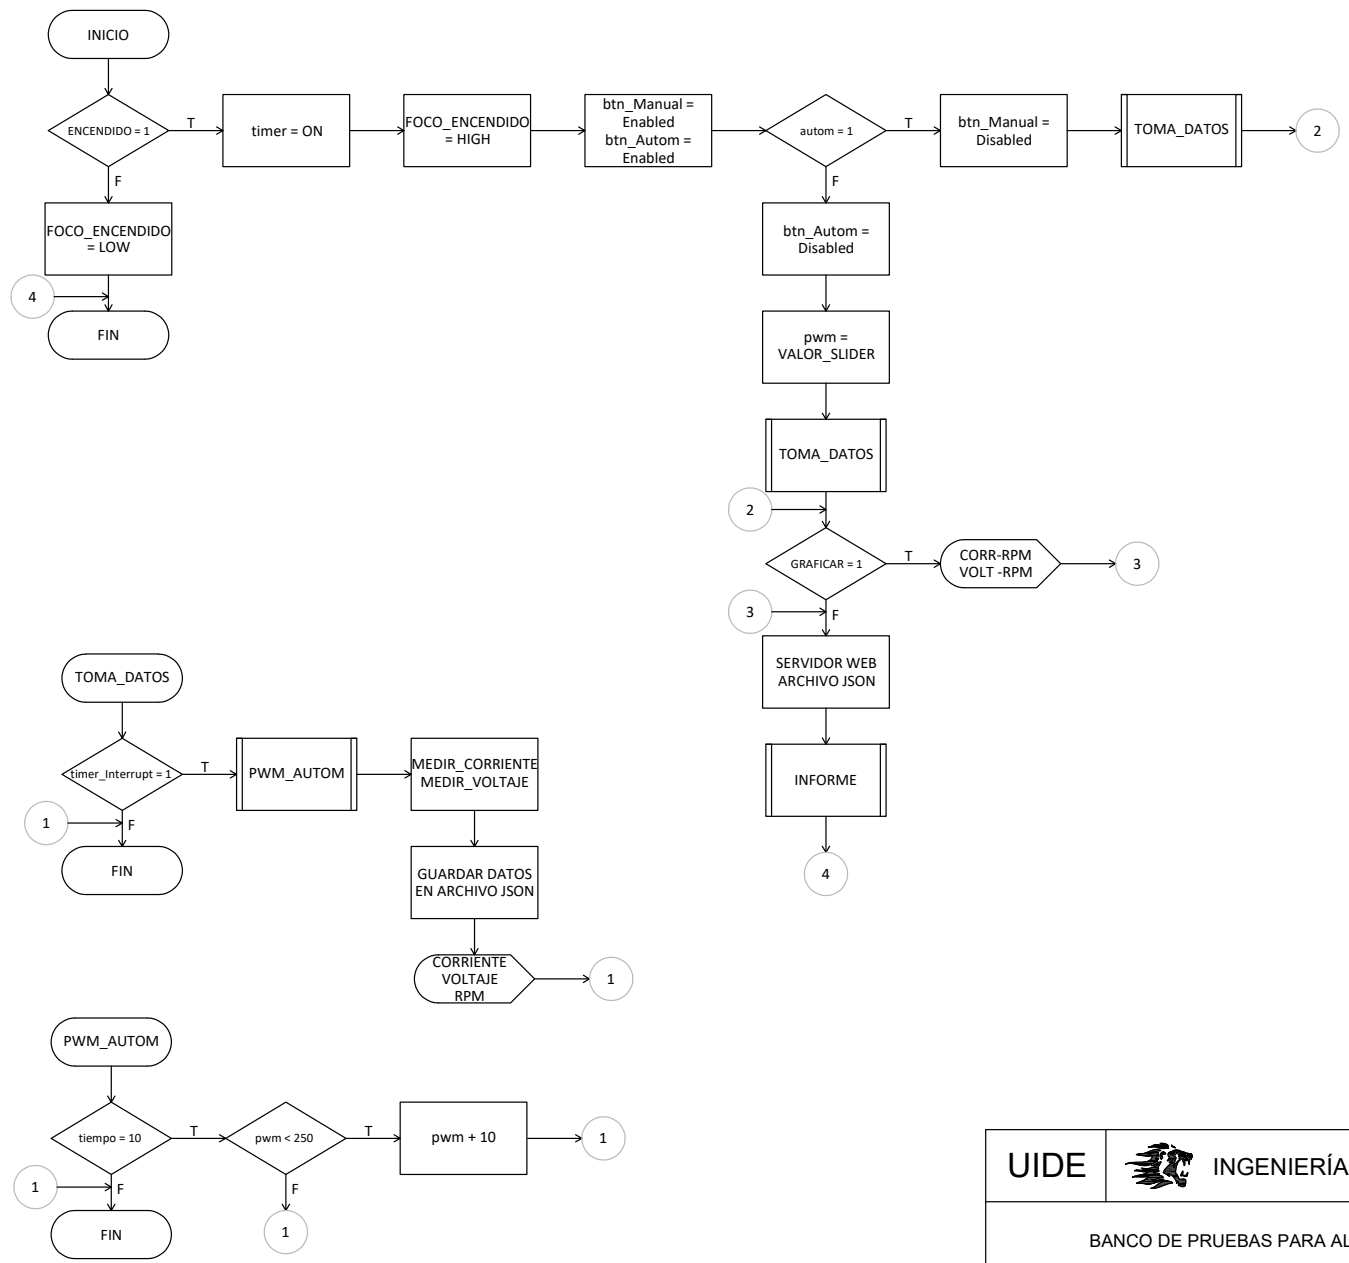 INICIO
ENCENDIDO = 1
T
timer = ON
FOCO_ENCENDIDO
= HIGH
btn_Manual =
Enabled
btn_Autom =
Enabled
autom = 1
T
btn_Manual =
Disabled
TOMA_DATOS
2
F
FOCO_ENCENDIDO
= LOW
4
FIN
F
btn_Autom =
Disabled
pwm =
VALOR_SLIDER
TOMA_DATOS
2
GRAFICAR = 1
T
CORR-RPM
VOLT -RPM
3
3
F
SERVIDOR WEB
ARCHIVO JSON
INFORME
4
TOMA_DATOS
timer_Interrupt = 1
T
PWM_AUTOM
MEDIR_CORRIENTE
MEDIR_VOLTAJE
1
F
FIN
GUARDAR DATOS
EN ARCHIVO JSON
CORRIENTE
VOLTAJE
RPM
1
PWM_AUTOM
tiempo = 10
T
pwm < 250
T
pwm + 10
1
1
F
FIN
F
1
UIDE
INGENIERÍA
BANCO DE PRUEBAS PARA AL